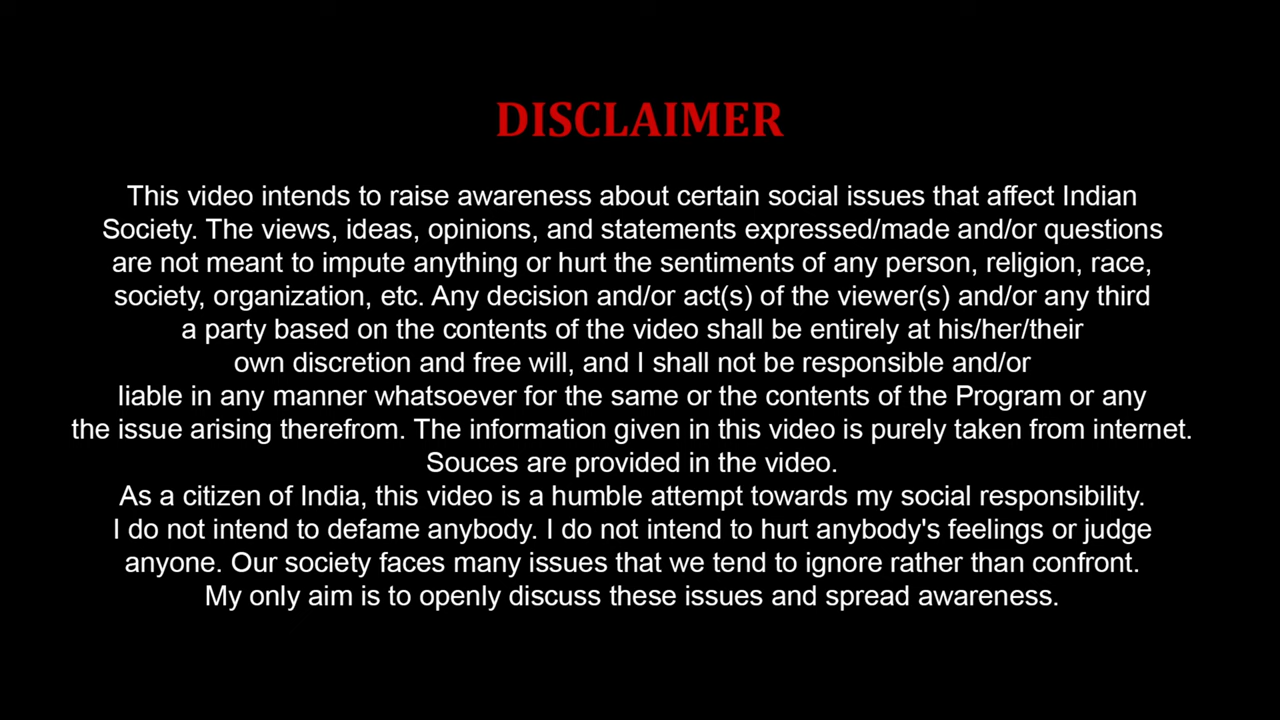 DISCLAIMER
This video intends to raise awareness about certain social issues that affect Indian
Society. The views, ideas, opinions, and statements expressed/made and/or questions
are not meant to impute anything or hurt the sentiments of any person, religion, race,
society, organization, etc. Any decision and/or act(s) of the viewer(s) and/or any third
a party based on the contents of the video shall be entirely at his/her/their
own discretion and free will, and I shall not be responsible and/or
liable in any manner whatsoever for the same or the contents of the Program or any
the issue arising therefrom. The information given in this video is purely taken from internet.
Souces are provided in the video.
As a citizen of India, this video is a humble attempt towards my social responsibility.
I do not intend to defame anybody. I do not intend to hurt anybody's feelings or judge
anyone. Our society faces many issues that we tend to ignore rather than confront.
My only aim is to openly discuss these issues and spread awareness.